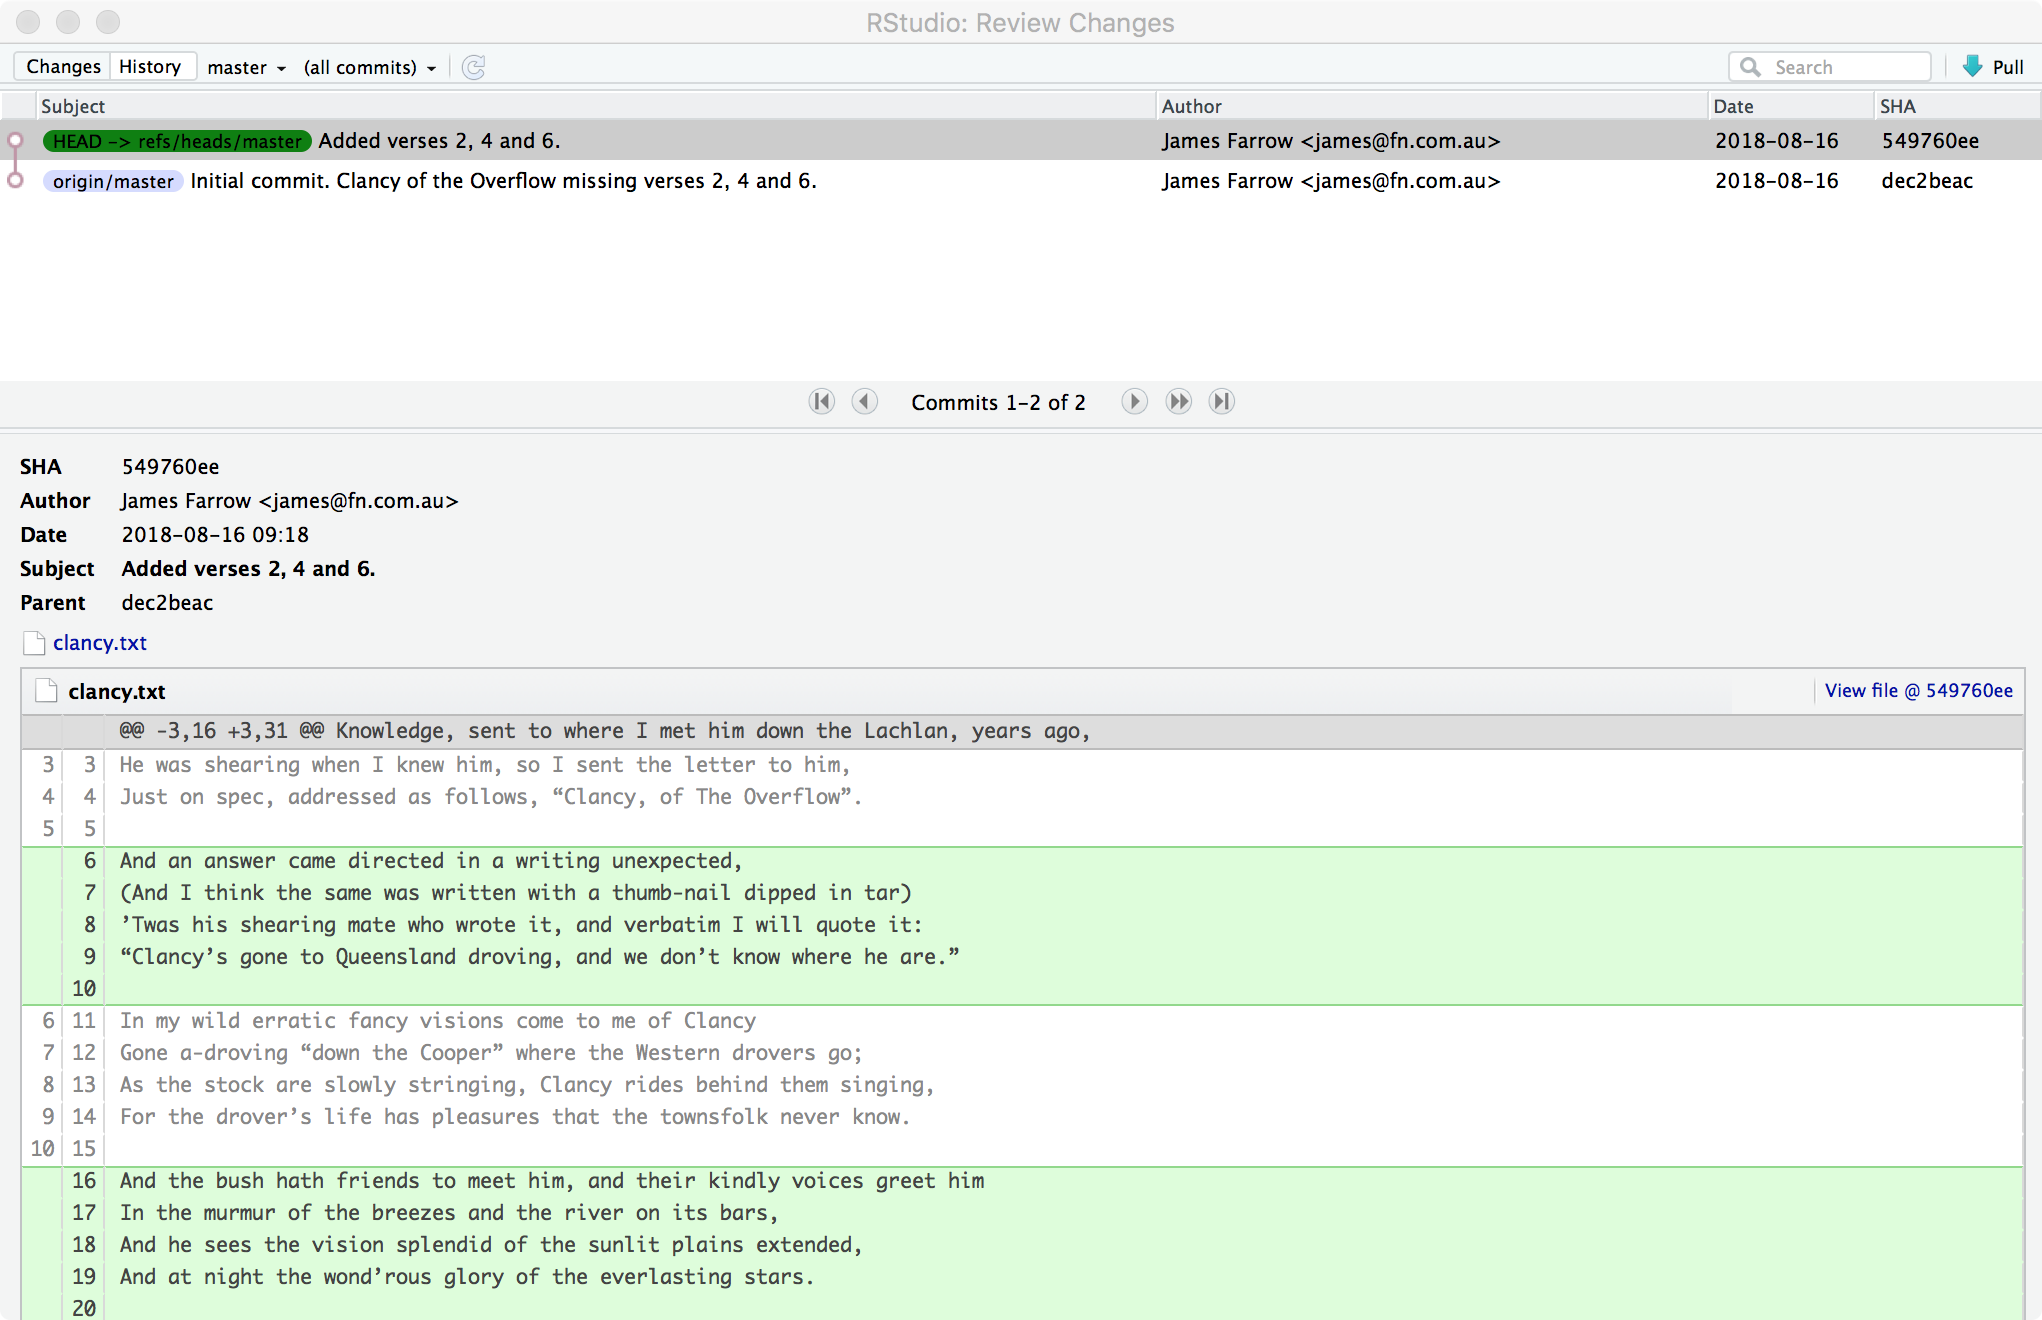 RStudio: Review Changes
Changes History master (all commits) Search Pull
Subject Author Date SHA
HEAD -> refs/heads/master Added verses 2, 4 and 6. James Farrow <james@fn.com.au> 2018-08-16 549760ee
origin/master Initial commit. Clancy of the Overflow missing verses 2, 4 and 6. James Farrow <james@fn.com.au> 2018-08-16 dec2beac
Commits 1-2 of 2
SHA 549760ee
Author James Farrow <james@fn.com.au>
Date 2018-08-16 09:18
Subject Added verses 2, 4 and 6.
Parent dec2beac
clancy.txt
clancy.txt View file @ 549760ee
@@ -3,16 +3,31 @@ Knowledge, sent to where I met him down the Lachlan, years ago,
3 3 He was shearing when I knew him, so I sent the letter to him,
4 4 Just on spec, addressed as follows, “Clancy, of The Overflow”.
5 5
6 And an answer came directed in a writing unexpected,
7 (And I think the same was written with a thumb-nail dipped in tar)
8 ’Twas his shearing mate who wrote it, and verbatim I will quote it:
9 “Clancy’s gone to Queensland droving, and we don’t know where he are.”
10
6 11 In my wild erratic fancy visions come to me of Clancy
7 12 Gone a-droving “down the Cooper” where the Western drovers go;
8 13 As the stock are slowly stringing, Clancy rides behind them singing,
9 14 For the drover’s life has pleasures that the townsfolk never know.
10 15
16 And the bush hath friends to meet him, and their kindly voices greet him
17 In the murmur of the breezes and the river on its bars,
18 And he sees the vision splendid of the sunlit plains extended,
19 And at night the wond’rous glory of the everlasting stars.
20